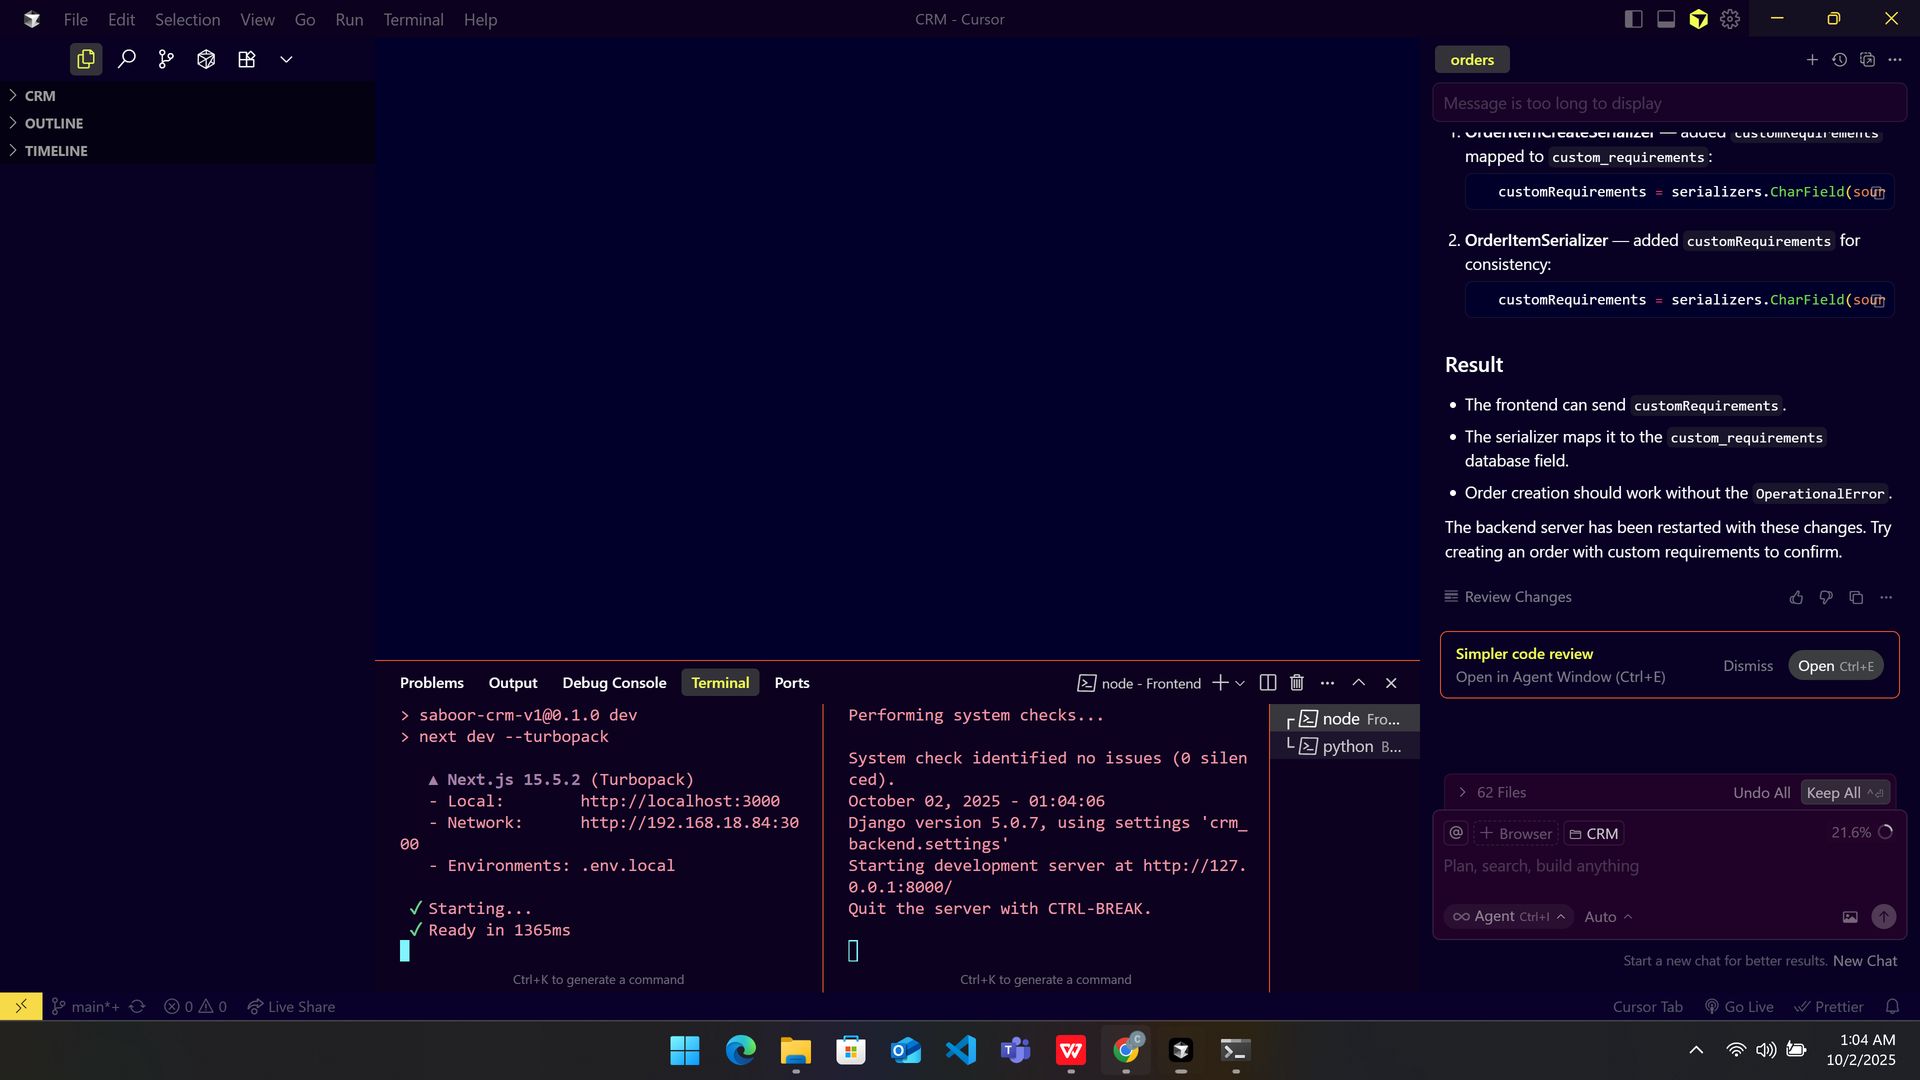 File Edit Selection View Go Run Terminal Help
CRM - Cursor
CRM
OUTLINE
TIMELINE
orders
Message is too long to display
1. OrderItemCreateSerializer — added customRequirements
mapped to custom_requirements:
customRequirements = serializers.CharField(sour
2. OrderItemSerializer — added customRequirements for
consistency:
customRequirements = serializers.CharField(sour
Result
• The frontend can send customRequirements.
• The serializer maps it to the custom_requirements
database field.
• Order creation should work without the OperationalError.
The backend server has been restarted with these changes. Try
creating an order with custom requirements to confirm.
Review Changes
Simpler code review
Open in Agent Window (Ctrl+E)
Dismiss
Open Ctrl+E
62 Files
Undo All
Keep All
@
+ Browser
CRM
21.6%
Plan, search, build anything
Agent Ctrl+I
Auto
Start a new chat for better results. New Chat
Problems Output Debug Console Terminal Ports
node - Frontend
> saboor-crm-v1@0.1.0 dev
> next dev --turbopack
▲ Next.js 15.5.2 (Turbopack)
- Local: http://localhost:3000
- Network: http://192.168.18.84:30
00
- Environments: .env.local
✓ Starting...
✓ Ready in 1365ms
Ctrl+K to generate a command
Performing system checks...
System check identified no issues (0 silen
ced).
October 02, 2025 - 01:04:06
Django version 5.0.7, using settings 'crm_
backend.settings'
Starting development server at http://127.
0.0.1:8000/
Quit the server with CTRL-BREAK.
Ctrl+K to generate a command
node Fro...
python B...
main*+
0 0
Live Share
Cursor Tab
Go Live
Prettier
1:04 AM
10/2/2025